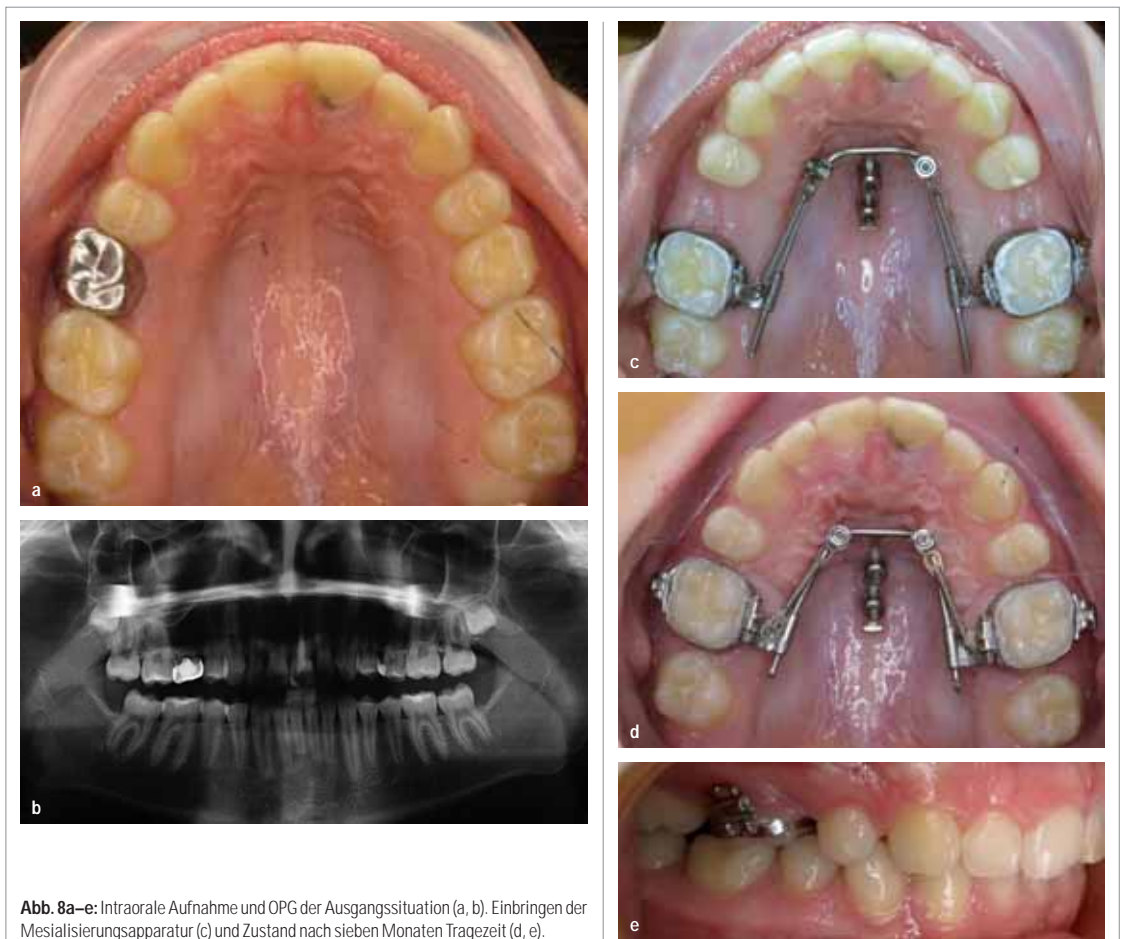 a
b
c
d
e
Abb. 8a–e: Intraorale Aufnahme und OPG der Ausgangssituation (a, b). Einbringen der
Mesialisierungsapparatur (c) und Zustand nach sieben Monaten Tragezeit (d, e).